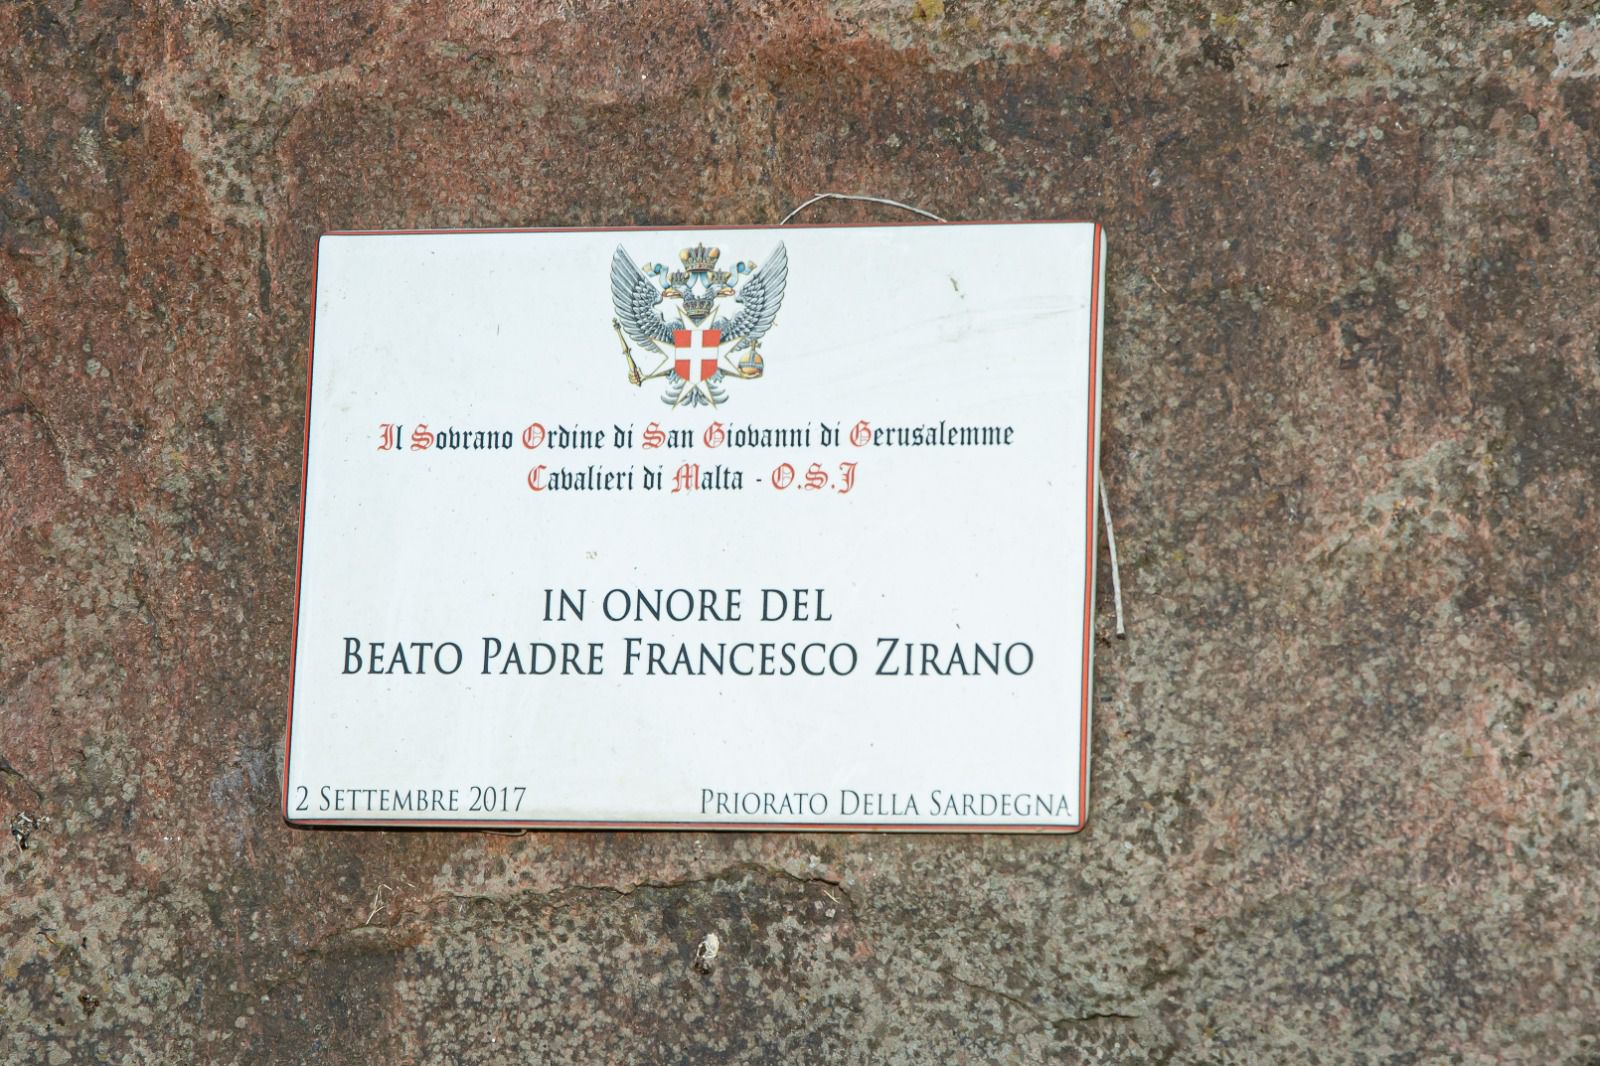 Il Sovrano Ordine di San Giovanni di Gerusalemme
Cavalieri di Malta - O.S.J
IN ONORE DEL
BEATO PADRE FRANCESCO ZIRANO
2 SETTEMBRE 2017
PRIORATO DELLA SARDEGNA